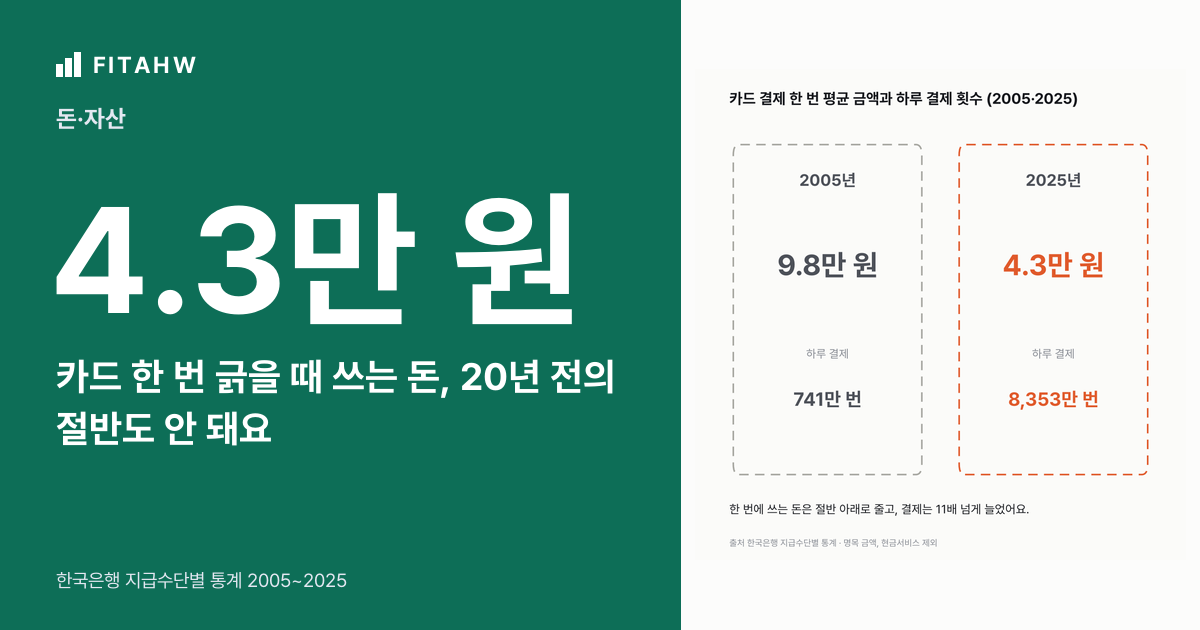 FITAHW
돈·자산
4.3만 원
카드 한 번 긁을 때 쓰는 돈, 20년 전의
절반도 안 돼요
한국은행 지급수단별 통계 2005~2025
카드 결제 한 번 평균 금액과 하루 결제 횟수 (2005·2025)
2005년
9.8만 원
하루 결제
741만 번
2025년
4.3만 원
하루 결제
8,353만 번
한 번에 쓰는 돈은 절반 아래로 줄고, 결제는 11배 넘게 늘었어요.
출처 한국은행 지급수단별 통계 · 명목 금액, 현금서비스 제외